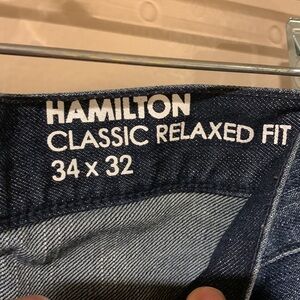 HAMILTON
CLASSIC RELAXED FIT
34 x 32